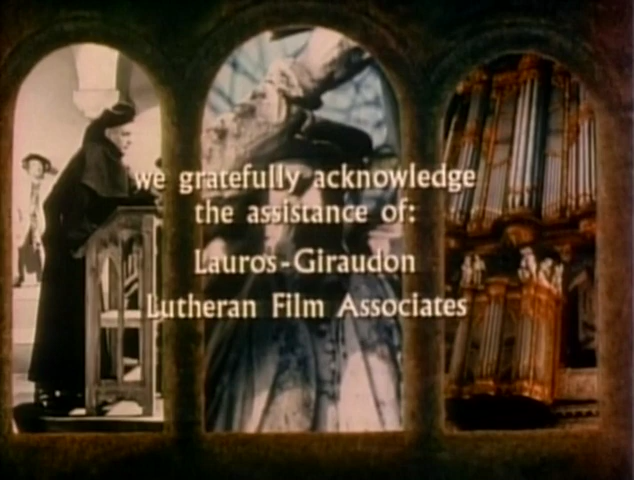 we gratefully acknowledge
the assistance of:
Lauros-Giraudon
Lutheran Film Associates